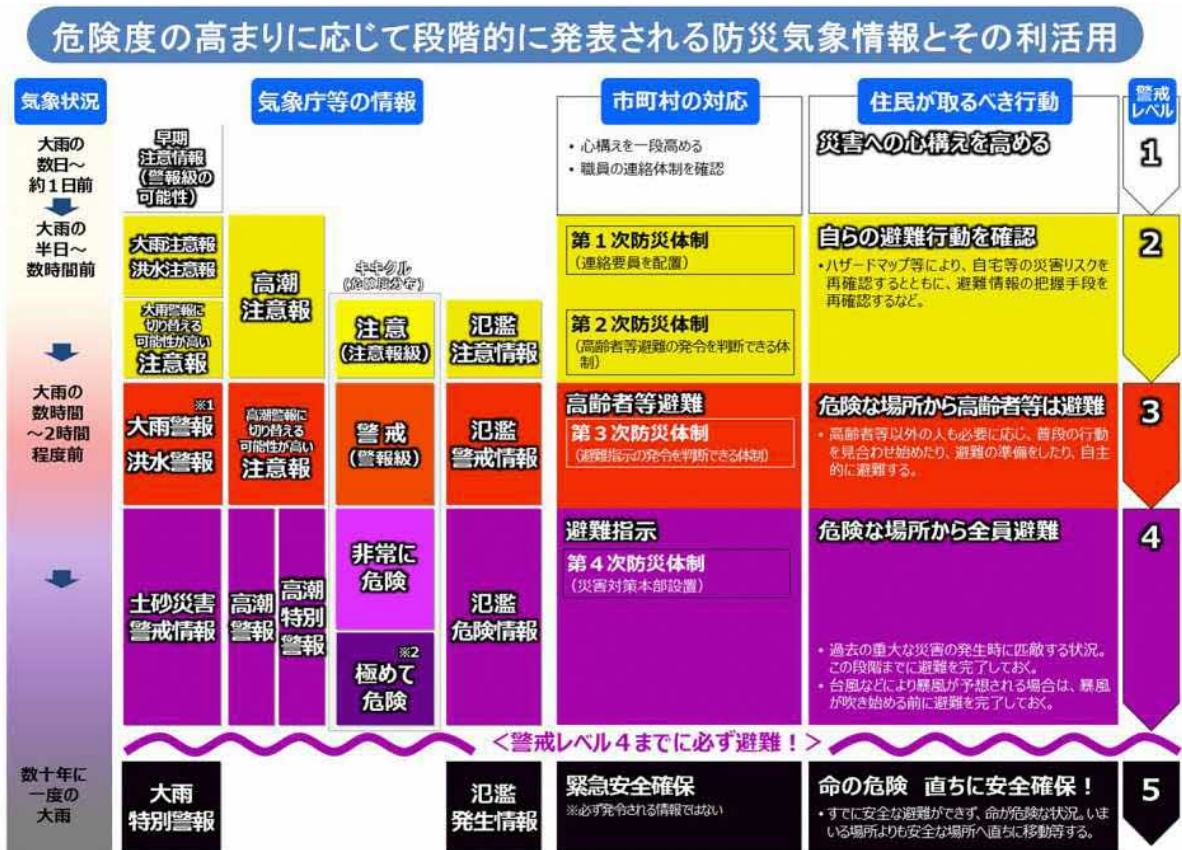 危険度の高まりに応じて段階的に発表される防災気象情報とその利活用
気象状況
気象庁等の情報
市町村の対応
住民が取るべき行動
警戒
レベル
大雨の
数日～
約1日前
早期
注意情報
(警報級の
可能性)
・心構えを一段高める
・職員の連絡体制を確認
災害への心構えを高める
1
大雨の
半日～
数時間前
大雨注意報
洪水注意報
大雨警報に
切り替える
可能性が高い
注意報
高潮
注意報
キキクル
(危険度分布)
注意
(注意報級)
氾濫
注意情報
第1次防災体制
(連絡要員を配置)
第2次防災体制
(高齢者等避難の発令を判断できる体
制)
自らの避難行動を確認
・ハザードマップ等により、自宅等の災害リスクを
再確認するとともに、避難情報の把握手段を
再確認するなど。
2
大雨の
数時間
～2時間
程度前
※1
大雨警報
洪水警報
高潮警報に
切り替える
可能性が高い
注意報
警戒
(警報級)
氾濫
警戒情報
高齢者等避難
第3次防災体制
(避難指示の発令を判断できる体制)
危険な場所から高齢者等は避難
・高齢者等以外の人も必要に応じ、普段の行動
を見合わせ始めたり、避難の準備をしたり、自主
的に避難する。
3
土砂災害
警戒情報
高潮
警報
高潮
特別
警報
非常に
危険
※2
極めて
危険
氾濫
危険情報
避難指示
第4次防災体制
(災害対策本部設置)
危険な場所から全員避難
・過去の重大な災害の発生時に匹敵する状況。
この段階までに避難を完了しておく。
・台風などにより暴風が予想される場合は、暴風
が吹き始める前に避難を完了しておく。
4
＜警戒レベル4までに必ず避難！＞
数十年に
一度の
大雨
大雨
特別警報
氾濫
発生情報
緊急安全確保
※必ず発令される情報ではない
命の危険 直ちに安全確保！
・すでに安全な避難ができず、命が危険な状況。いま
いる場所よりも安全な場所へ直ちに移動等する。
5